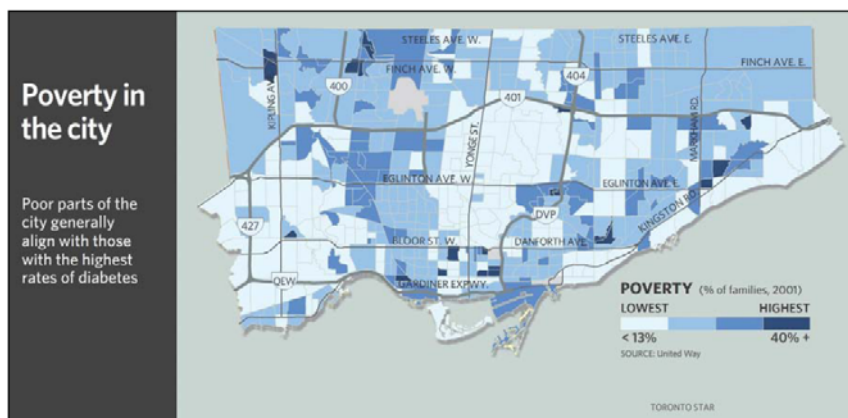 Poverty in
the city
Poor parts of the
city generally
align with those
with the highest
rates of diabetes
STEELES AVE. W.
STEELES AVE. E.
FINCH AVE. W.
FINCH AVE. E.
KIPLING AV
400
404
401
YONGE ST.
MARKHAM RD.
EGLINTON AVE. W.
EGLINTON AVE. E.
KINGSTON RD.
427
DVP
BLOOR ST. W.
DANFORTH AVE.
QEW
GARDINER EXPWY.
POVERTY (% of families, 2001)
LOWEST HIGHEST
< 13% 40% +
SOURCE: United Way
TORONTO STAR